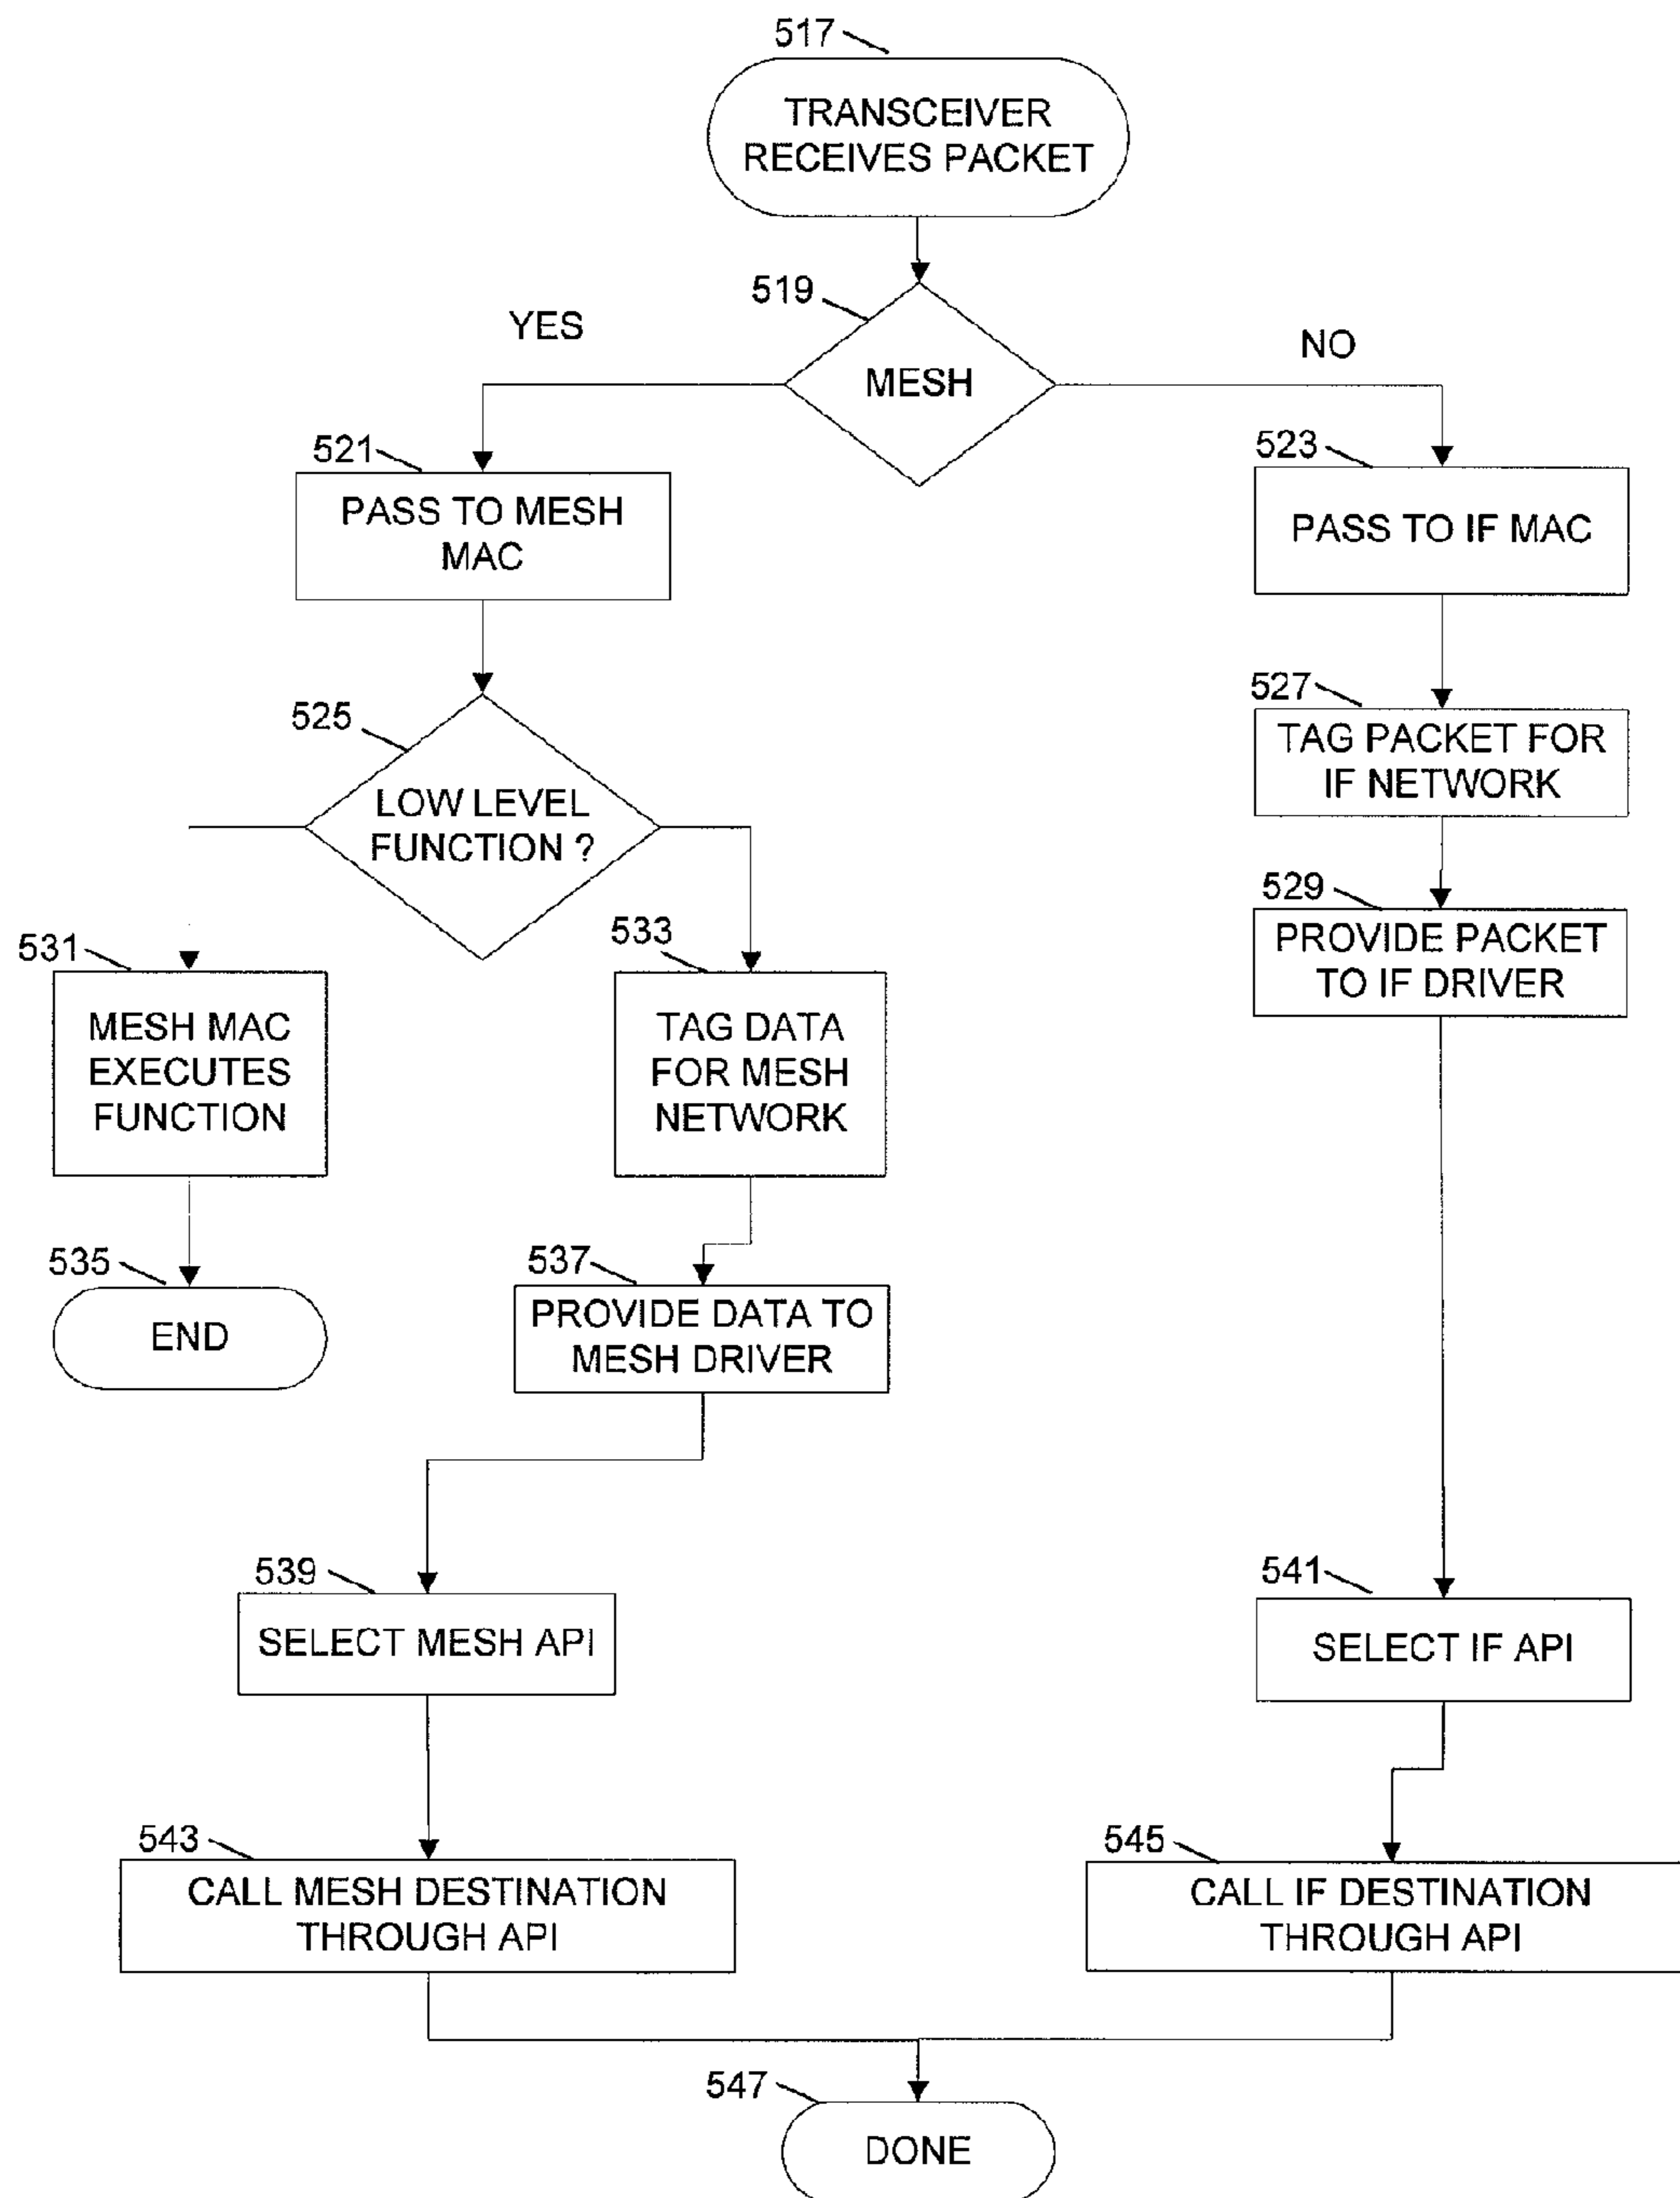 517
TRANSCEIVER
RECEIVES PACKET
519
YES
NO
MESH
521
PASS TO MESH
MAC
523
PASS TO IF MAC
525
LOW LEVEL
FUNCTION ?
527
TAG PACKET FOR
IF NETWORK
529
PROVIDE PACKET
TO IF DRIVER
531
MESH MAC
EXECUTES
FUNCTION
533
TAG DATA
FOR MESH
NETWORK
535
END
537
PROVIDE DATA TO
MESH DRIVER
539
SELECT MESH API
541
SELECT IF API
543
CALL MESH DESTINATION
THROUGH API
545
CALL IF DESTINATION
THROUGH API
547
DONE